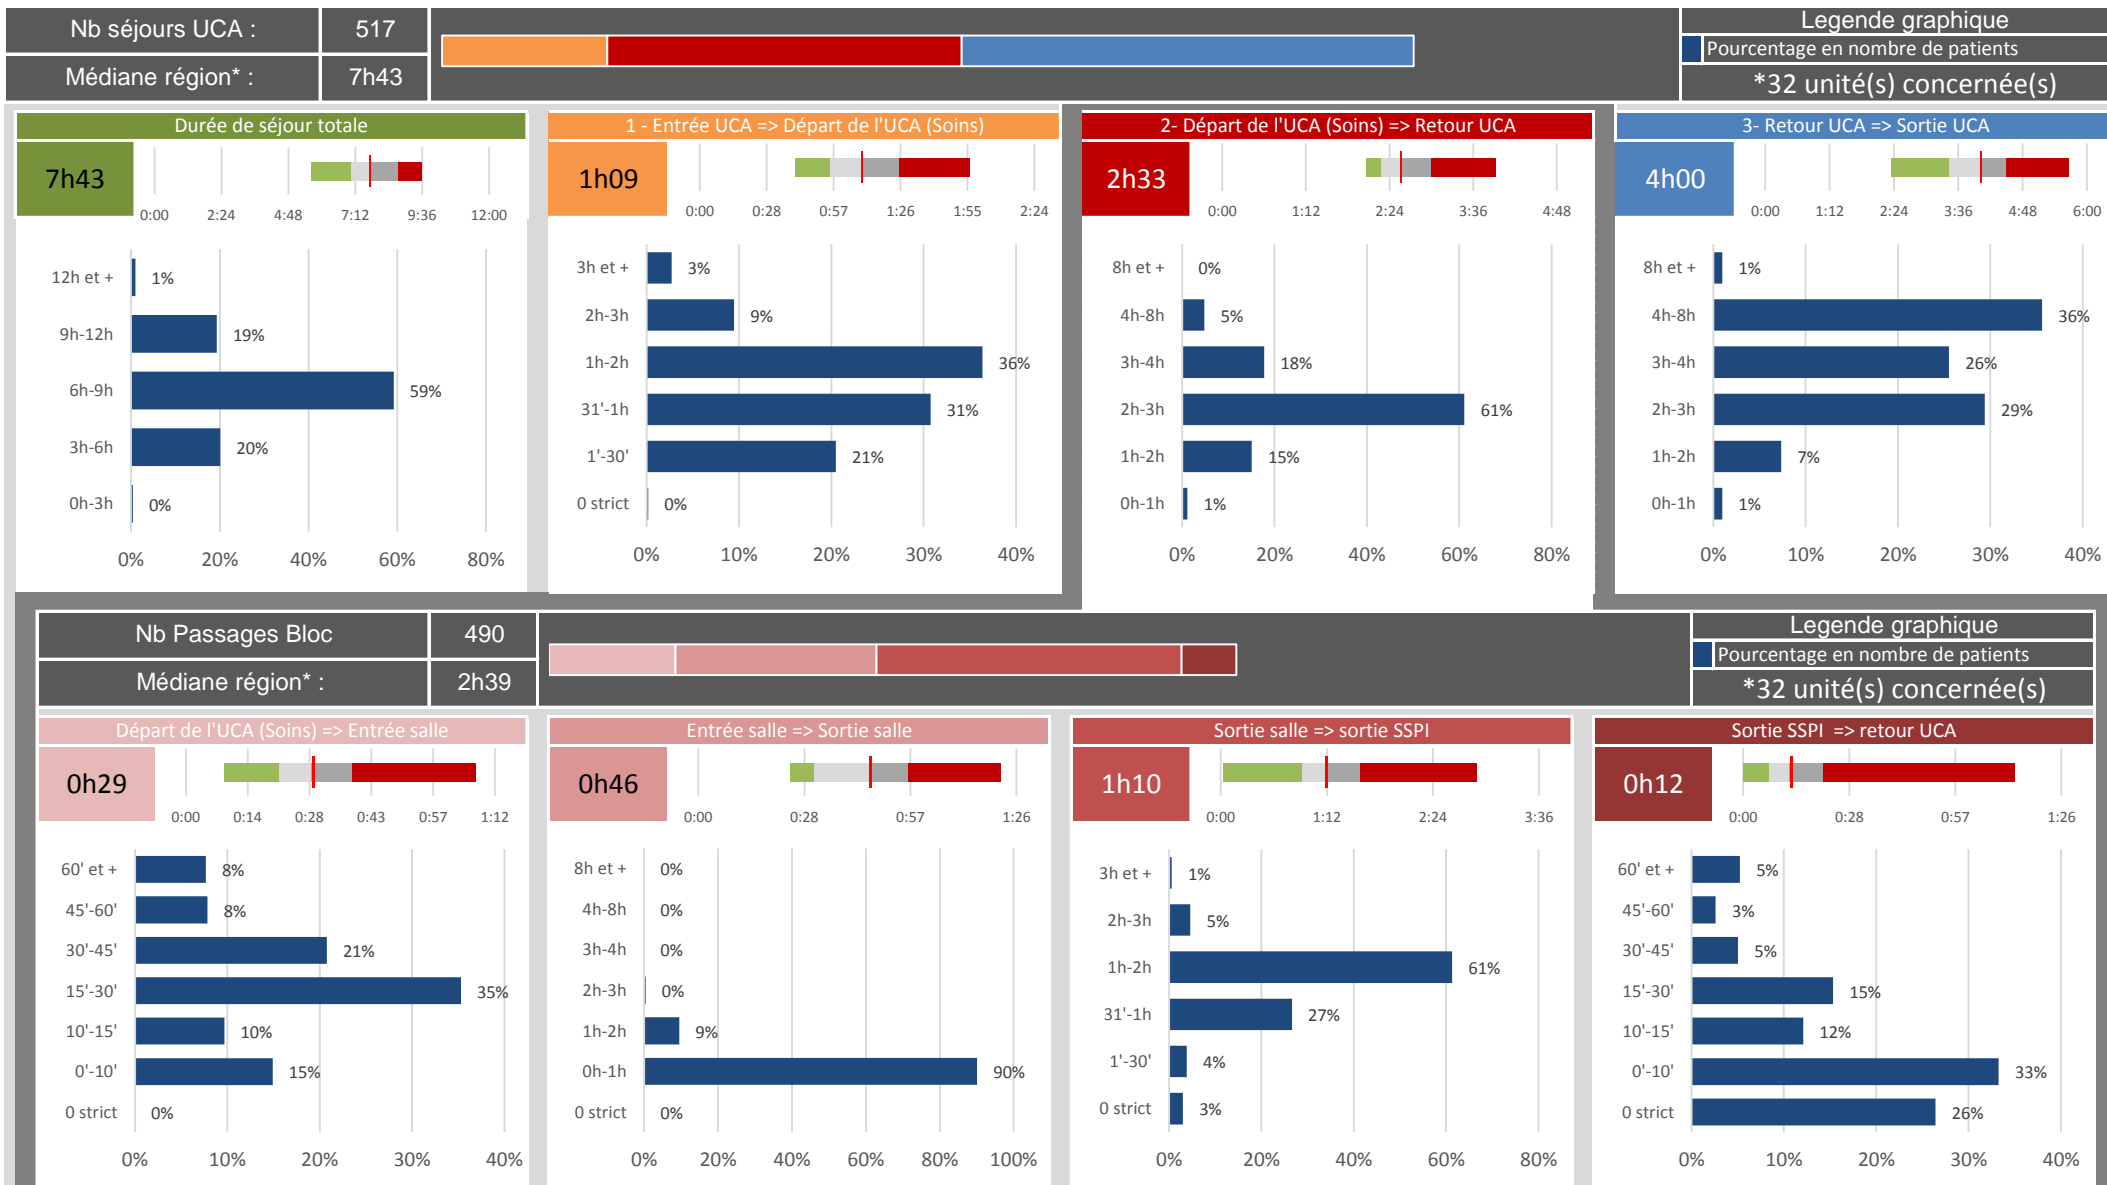 Nb séjours UCA :
517
Médiane région* :
7h43
Legende graphique
Pourcentage en nombre de patients
*32 unité(s) concernée(s)
Durée de séjour totale
7h43
0:00 2:24 4:48 7:12 9:36 12:00
12h et + 1%
9h-12h 19%
6h-9h 59%
3h-6h 20%
0h-3h 0%
0% 20% 40% 60% 80%
1 - Entrée UCA => Départ de l'UCA (Soins)
1h09
0:00 0:28 0:57 1:26 1:55 2:24
3h et + 3%
2h-3h 9%
1h-2h 36%
31'-1h 31%
1'-30' 21%
0 strict 0%
0% 10% 20% 30% 40%
2- Départ de l'UCA (Soins) => Retour UCA
2h33
0:00 1:12 2:24 3:36 4:48
8h et + 0%
4h-8h 5%
3h-4h 18%
2h-3h 61%
1h-2h 15%
0h-1h 1%
0% 20% 40% 60% 80%
3- Retour UCA => Sortie UCA
4h00
0:00 1:12 2:24 3:36 4:48 6:00
8h et + 1%
4h-8h 36%
3h-4h 26%
2h-3h 29%
1h-2h 7%
0h-1h 1%
0% 10% 20% 30% 40%
Nb Passages Bloc
490
Médiane région* :
2h39
Legende graphique
Pourcentage en nombre de patients
*32 unité(s) concernée(s)
Départ de l'UCA (Soins) => Entrée salle
0h29
0:00 0:14 0:28 0:43 0:57 1:12
60' et + 8%
45'-60' 8%
30'-45' 21%
15'-30' 35%
10'-15' 10%
0'-10' 15%
0 strict 0%
0% 10% 20% 30% 40%
Entrée salle => Sortie salle
0h46
0:00 0:28 0:57 1:26
8h et + 0%
4h-8h 0%
3h-4h 0%
2h-3h 0%
1h-2h 9%
0h-1h 90%
0 strict 0%
0% 20% 40% 60% 80% 100%
Sortie salle => sortie SSPI
1h10
0:00 1:12 2:24 3:36
3h et + 1%
2h-3h 5%
1h-2h 61%
31'-1h 27%
1'-30' 4%
0 strict 3%
0% 20% 40% 60% 80%
Sortie SSPI => retour UCA
0h12
0:00 0:28 0:57 1:26
60' et + 5%
45'-60' 3%
30'-45' 5%
15'-30' 15%
10'-15' 12%
0'-10' 33%
0 strict 26%
0% 10% 20% 30% 40%